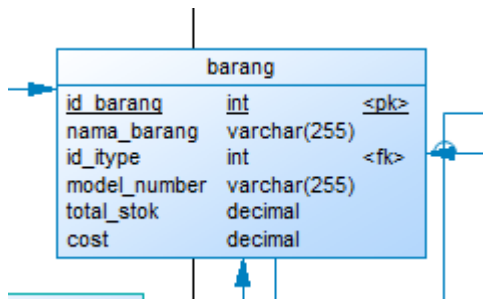 barang
id_barang int <pk>
nama_barang varchar(255)
id_itype int <fk>
model_number varchar(255)
total_stok decimal
cost decimal